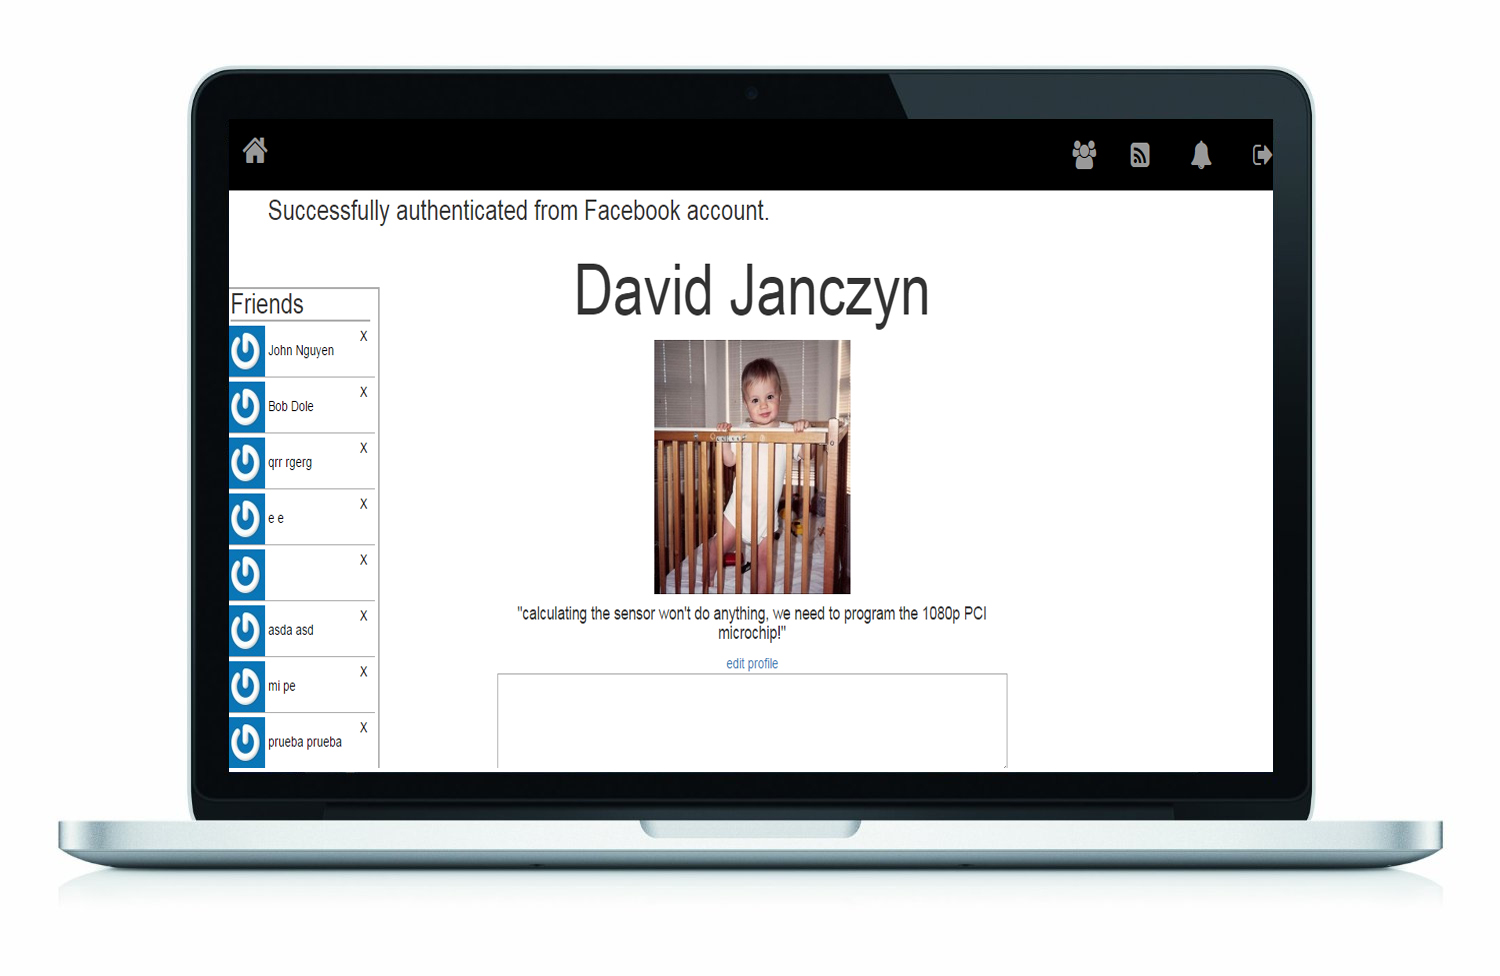 Successfully authenticated from Facebook account.
David Janczyn
Friends
John Nguyen X
Bob Dole X
qrr rgerg X
e e X
X
asda asd X
mi pe X
prueba prueba X
"calculating the sensor won't do anything, we need to program the 1080p PCI
microchip!"
edit profile